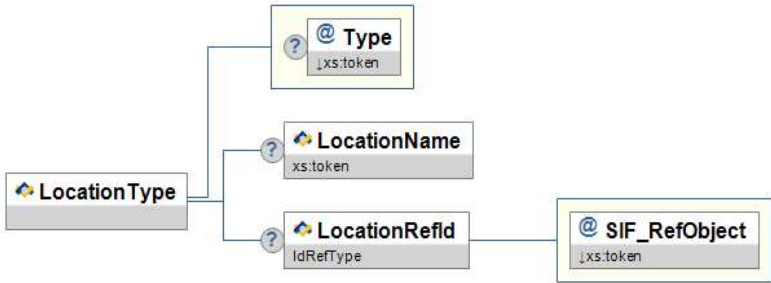 @ Type
? ↓xs:token
? LocationName
xs:token
LocationType
? LocationRefId
IdRefType
@ SIF_RefObject
↓xs:token